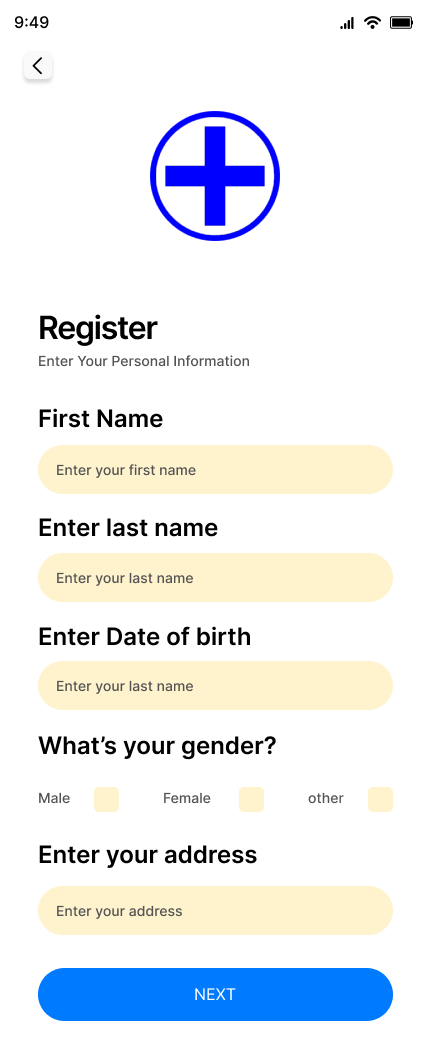 9:49
Register
Enter Your Personal Information
First Name
Enter your first name
Enter last name
Enter your last name
Enter Date of birth
Enter your last name
What’s your gender?
Male Female other
Enter your address
Enter your address
NEXT